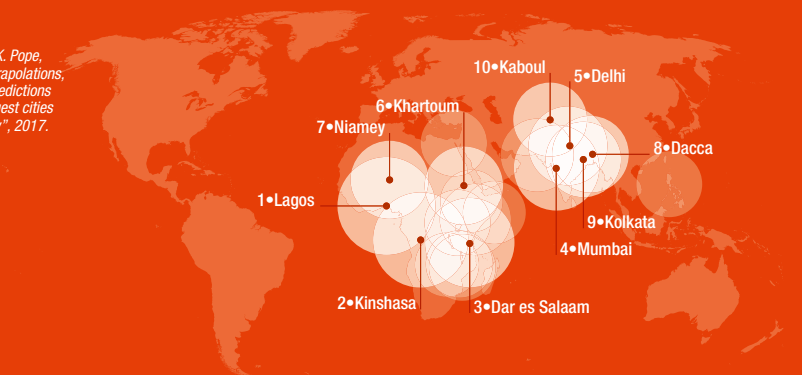 K. Pope,
rapolations,
edictions
est cities
y”, 2017.
10•Kaboul
5•Delhi
6•Khartoum
7•Niamey
8•Dacca
1•Lagos
9•Kolkata
4•Mumbai
2•Kinshasa
3•Dar es Salaam